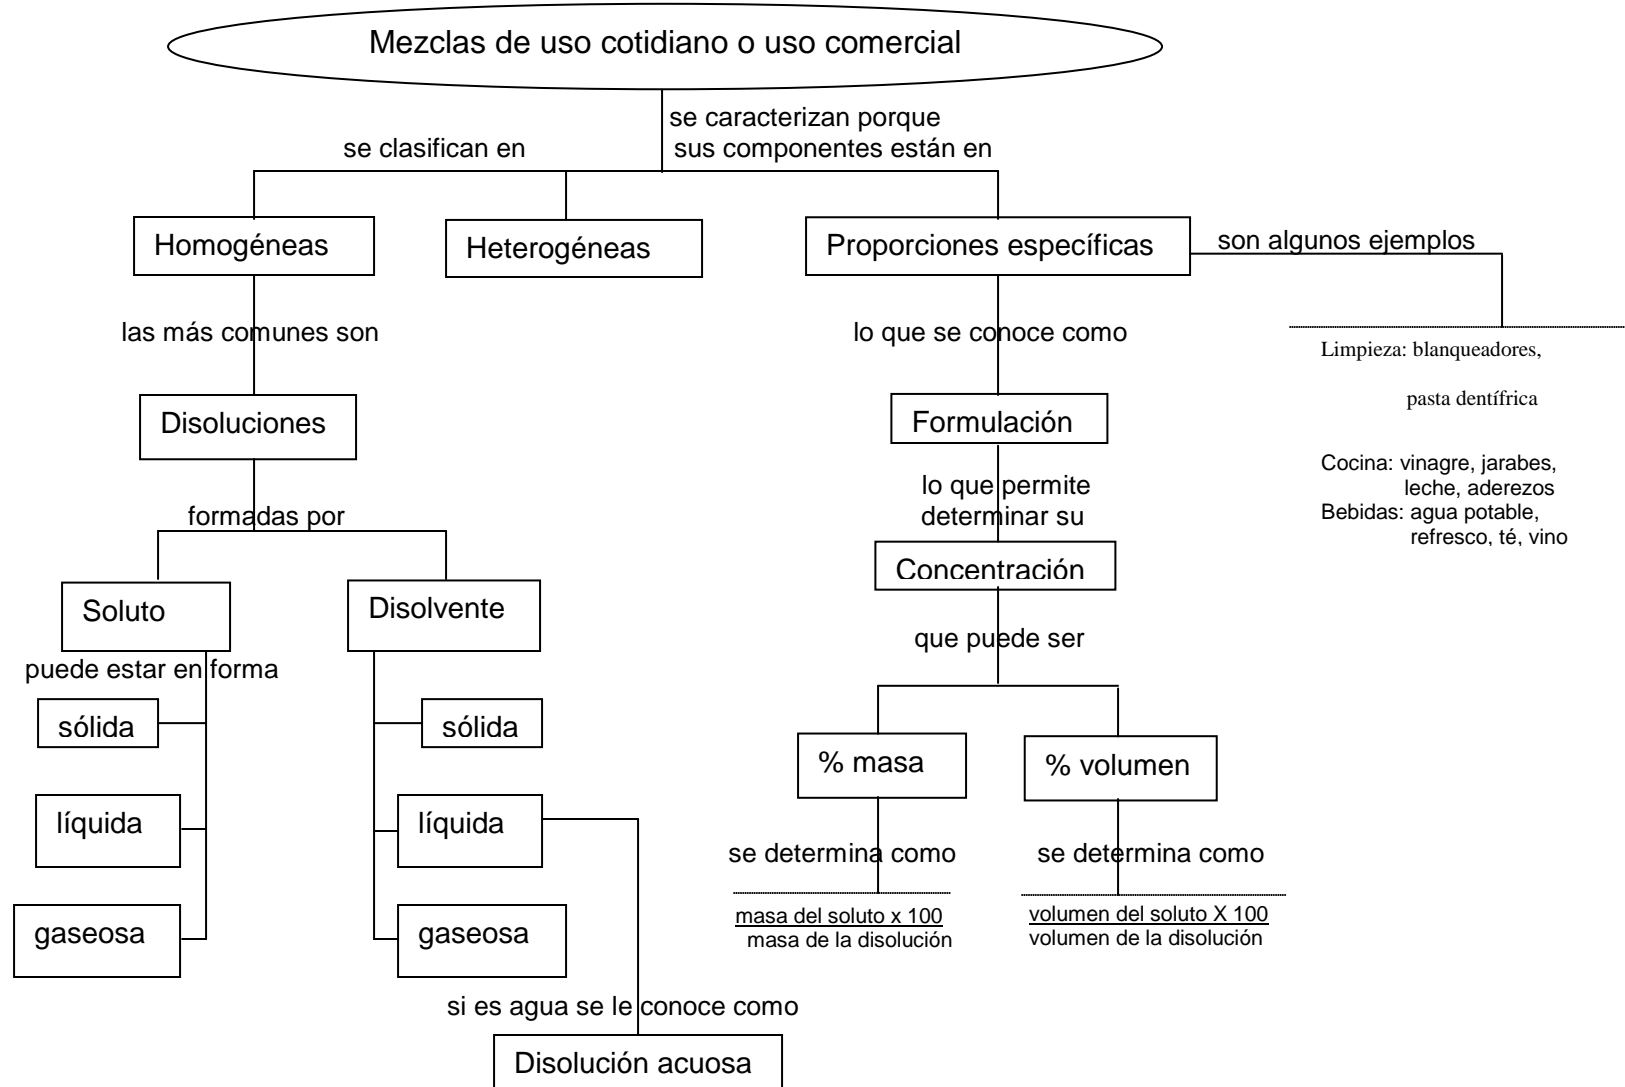 Mezclas de uso cotidiano o uso comercial
se caracterizan porque
sus componentes están en
se clasifican en
Homogéneas
Heterogéneas
Proporciones específicas
son algunos ejemplos
las más comunes son
lo que se conoce como
Limpieza: blanqueadores,
pasta dentífrica
Disoluciones
Formulación
Cocina: vinagre, jarabes,
leche, aderezos
Bebidas: agua potable,
refresco, té, vino
lo que permite
determinar su
formadas por
Concentración
Soluto
Disolvente
que puede ser
puede estar en forma
sólida
sólida
% masa
% volumen
líquida
líquida
se determina como
se determina como
masa del soluto x 100
masa de la disolución
volumen del soluto X 100
volumen de la disolución
gaseosa
gaseosa
si es agua se le conoce como
Disolución acuosa